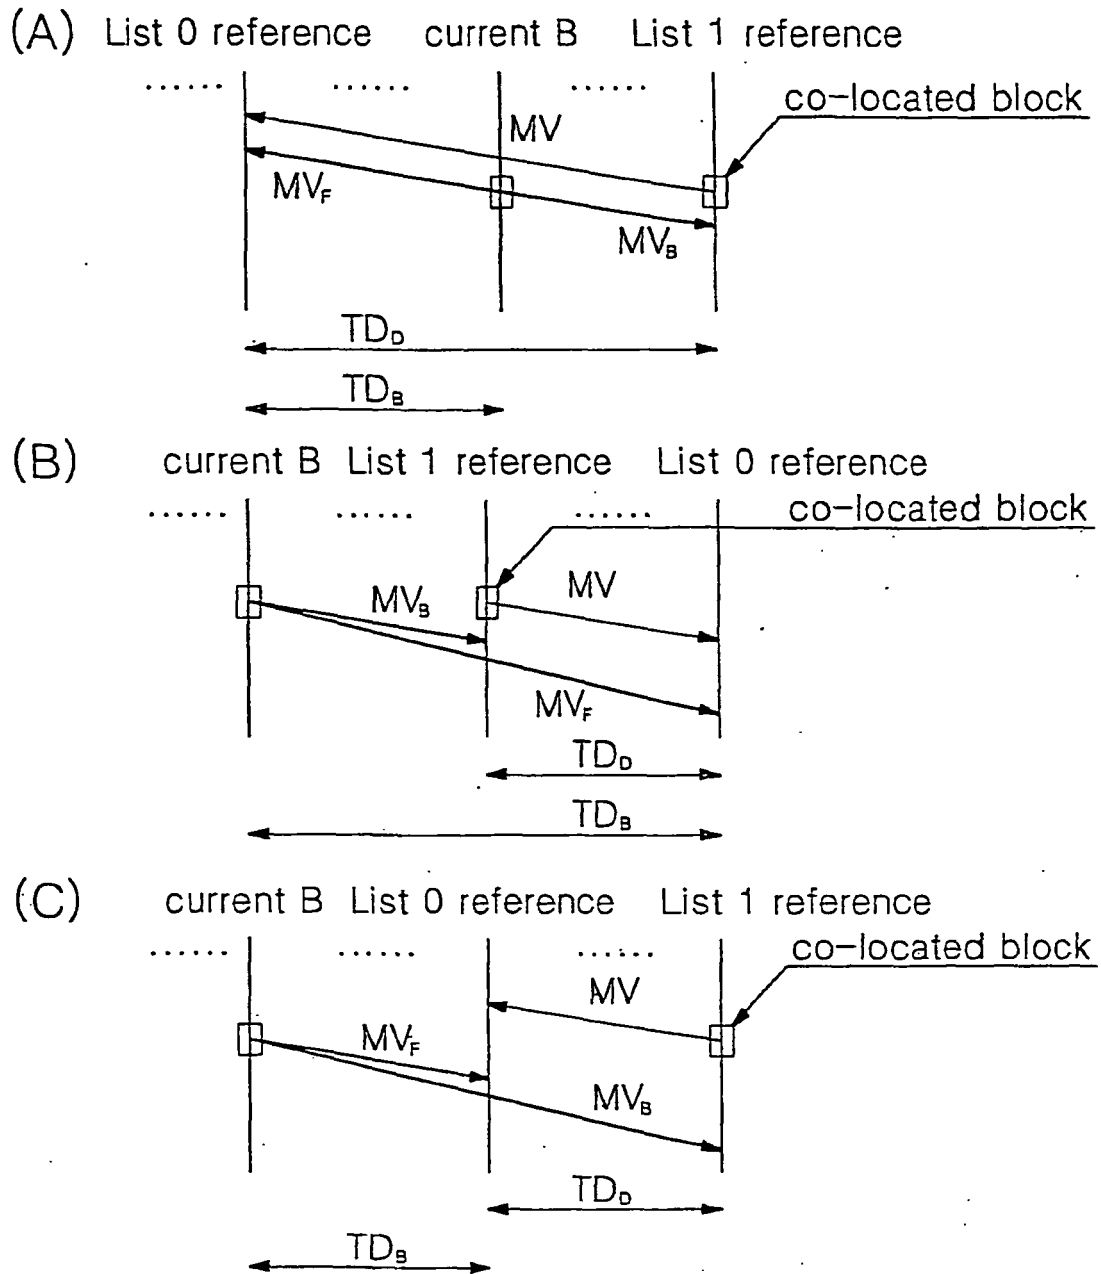 (A) List 0 reference current B List 1 reference
...... ...... ......
co-located block
MV
MVF
MVB
TDD
TDB
(B) current B List 1 reference List 0 reference
...... ...... ......
co-located block
MVB
MV
MVF
TDD
TDB
(C) current B List 0 reference List 1 reference
...... ...... ......
co-located block
MV
MVF
MVB
TDD
TDB